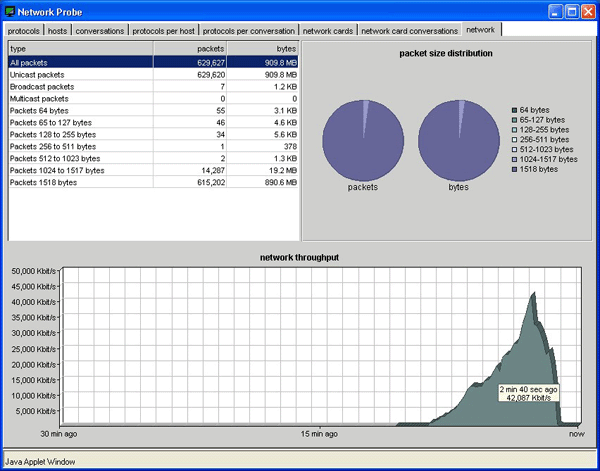 Network Probe
protocols hosts conversations protocols per host protocols per conversation network cards network card conversations network
type packets bytes
All packets 629,627 909.8 MB
Unicast packets 629,620 909.8 MB
Broadcast packets 7 1.2 KB
Multicast packets 0 0
Packets 64 bytes 55 3.1 KB
Packets 65 to 127 bytes 46 4.6 KB
Packets 128 to 255 bytes 34 5.6 KB
Packets 256 to 511 bytes 1 378
Packets 512 to 1023 bytes 2 1.3 KB
Packets 1024 to 1517 bytes 14,287 19.2 MB
Packets 1518 bytes 615,202 890.6 MB
packet size distribution
packets
bytes
64 bytes
65-127 bytes
128-255 bytes
256-511 bytes
512-1023 bytes
1024-1517 bytes
1518 bytes
network throughput
50,000 Kbit/s
45,000 Kbit/s
40,000 Kbit/s
35,000 Kbit/s
30,000 Kbit/s
25,000 Kbit/s
20,000 Kbit/s
15,000 Kbit/s
10,000 Kbit/s
5,000 Kbit/s
2 min 40 sec ago
42,087 Kbit/s
30 min ago 15 min ago now
Java Applet Window